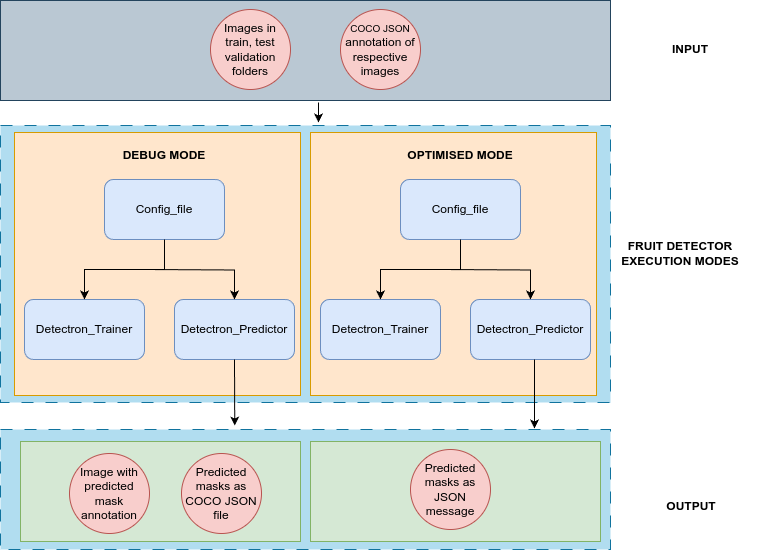 Images in
train, test
validation
folders
COCO JSON
annotation of
respective
images
INPUT
DEBUG MODE
OPTIMISED MODE
Config_file
Config_file
FRUIT DETECTOR
EXECUTION MODES
Detectron_Trainer
Detectron_Predictor
Detectron_Trainer
Detectron_Predictor
Image with
predicted
mask
annotation
Predicted
masks as
COCO JSON
file
Predicted
masks as
JSON
message
OUTPUT